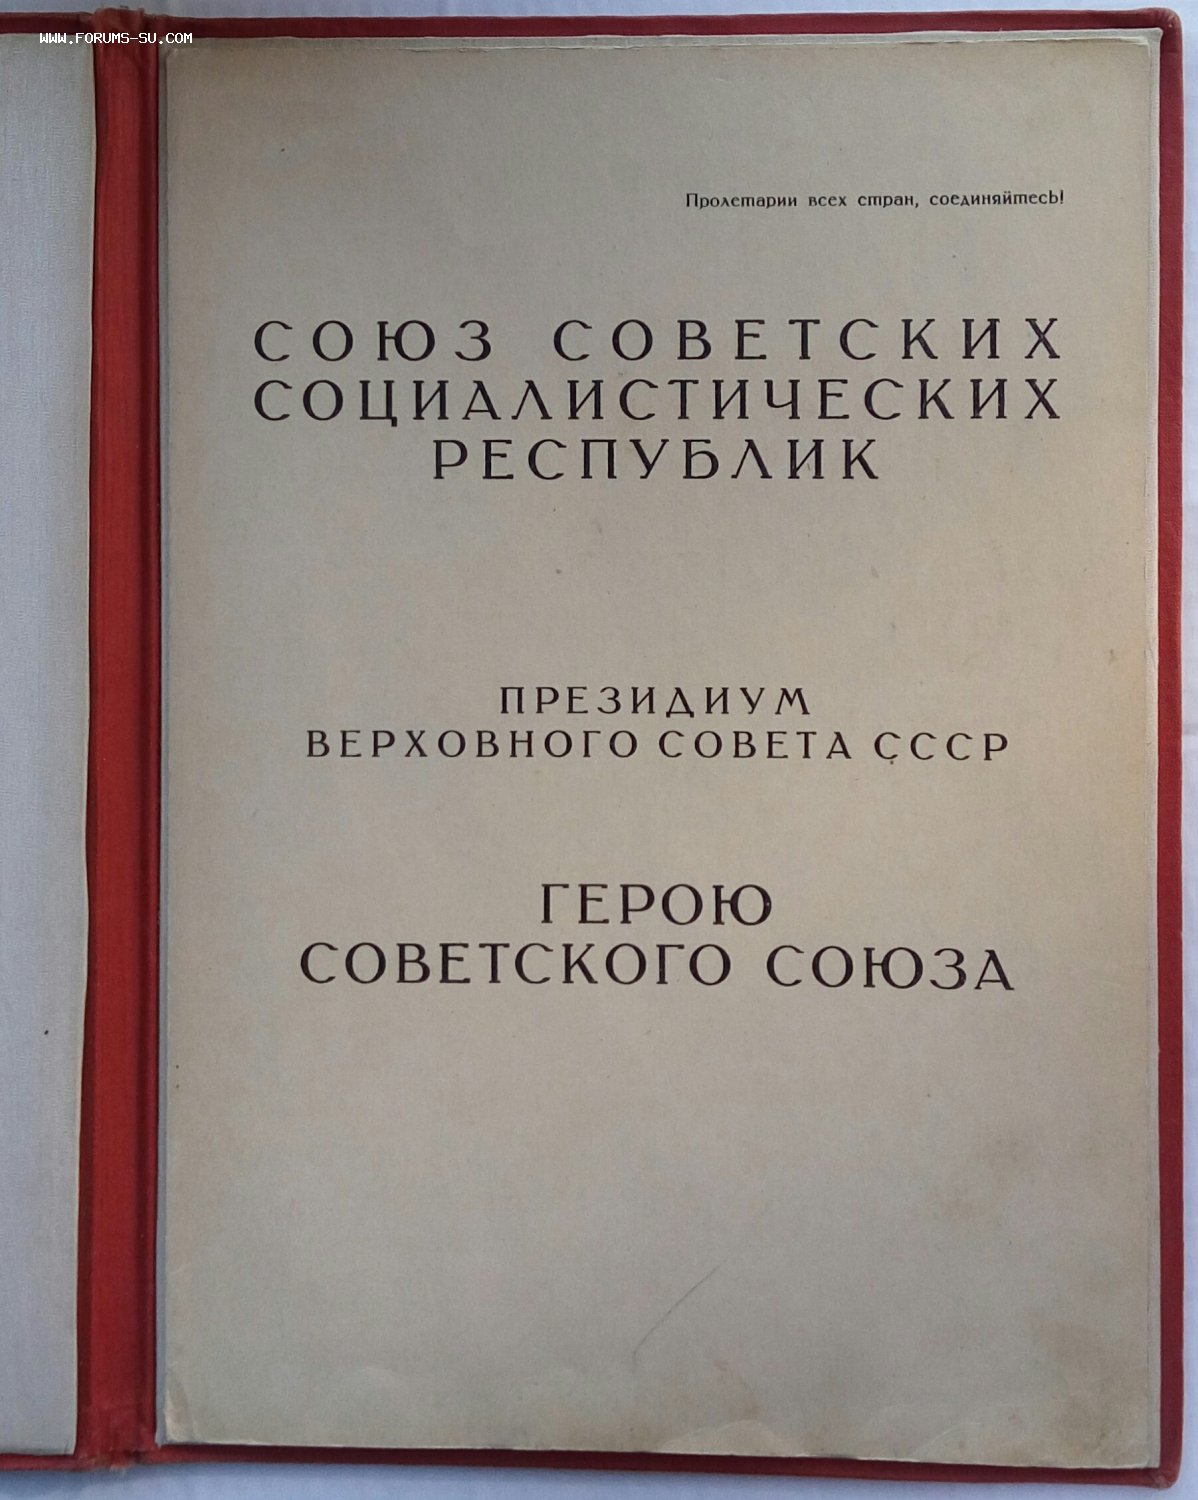 WWW.FORUMS-SU.COM
Пролетарии всех стран, соединяйтесь!
СОЮЗ СОВЕТСКИХ
СОЦИАЛИСТИЧЕСКИХ
РЕСПУБЛИК
ПРЕЗИДИУМ
ВЕРХОВНОГО СОВЕТА СССР
ГЕРОЮ
СОВЕТСКОГО СОЮЗА